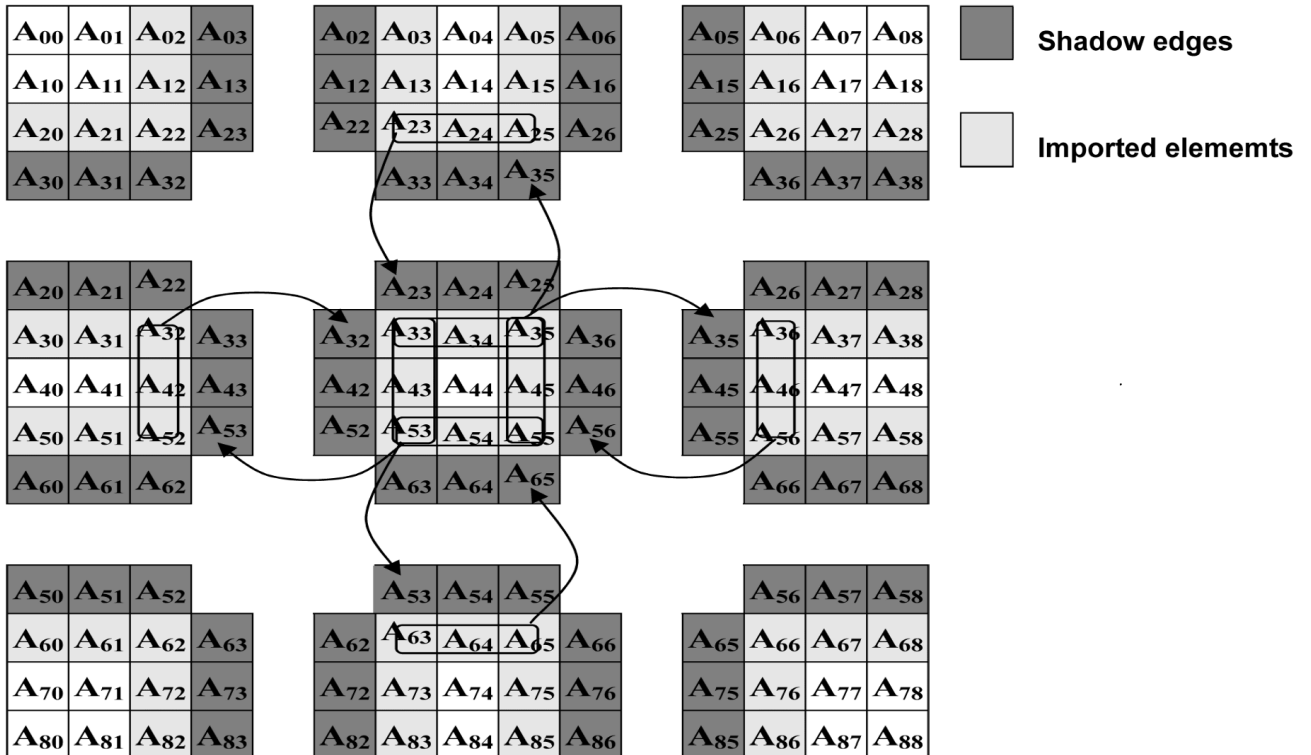 A00 A01 A02 A03 A02 A03 A04 A05 A06 A05 A06 A07 A08 Shadow edges
A10 A11 A12 A13 A12 A13 A14 A15 A16 A15 A16 A17 A18
A20 A21 A22 A23 A22 A23 A24 A25 A26 A25 A26 A27 A28 Imported elememts
A30 A31 A32 A33 A34 A35 A36 A37 A38
A20 A21 A22 A23 A24 A25 A26 A27 A28
A30 A31 A32 A33 A32 A33 A34 A35 A36 A35 A36 A37 A38
A40 A41 A42 A43 A42 A43 A44 A45 A46 A45 A46 A47 A48
A50 A51 A52 A53 A52 A53 A54 A55 A56 A55 A56 A57 A58
A60 A61 A62 A63 A64 A65 A66 A67 A68
A50 A51 A52 A53 A54 A55 A56 A57 A58
A60 A61 A62 A63 A62 A63 A64 A65 A66 A65 A66 A67 A68
A70 A71 A72 A73 A72 A73 A74 A75 A76 A75 A76 A77 A78
A80 A81 A82 A83 A82 A83 A84 A85 A86 A85 A86 A87 A88